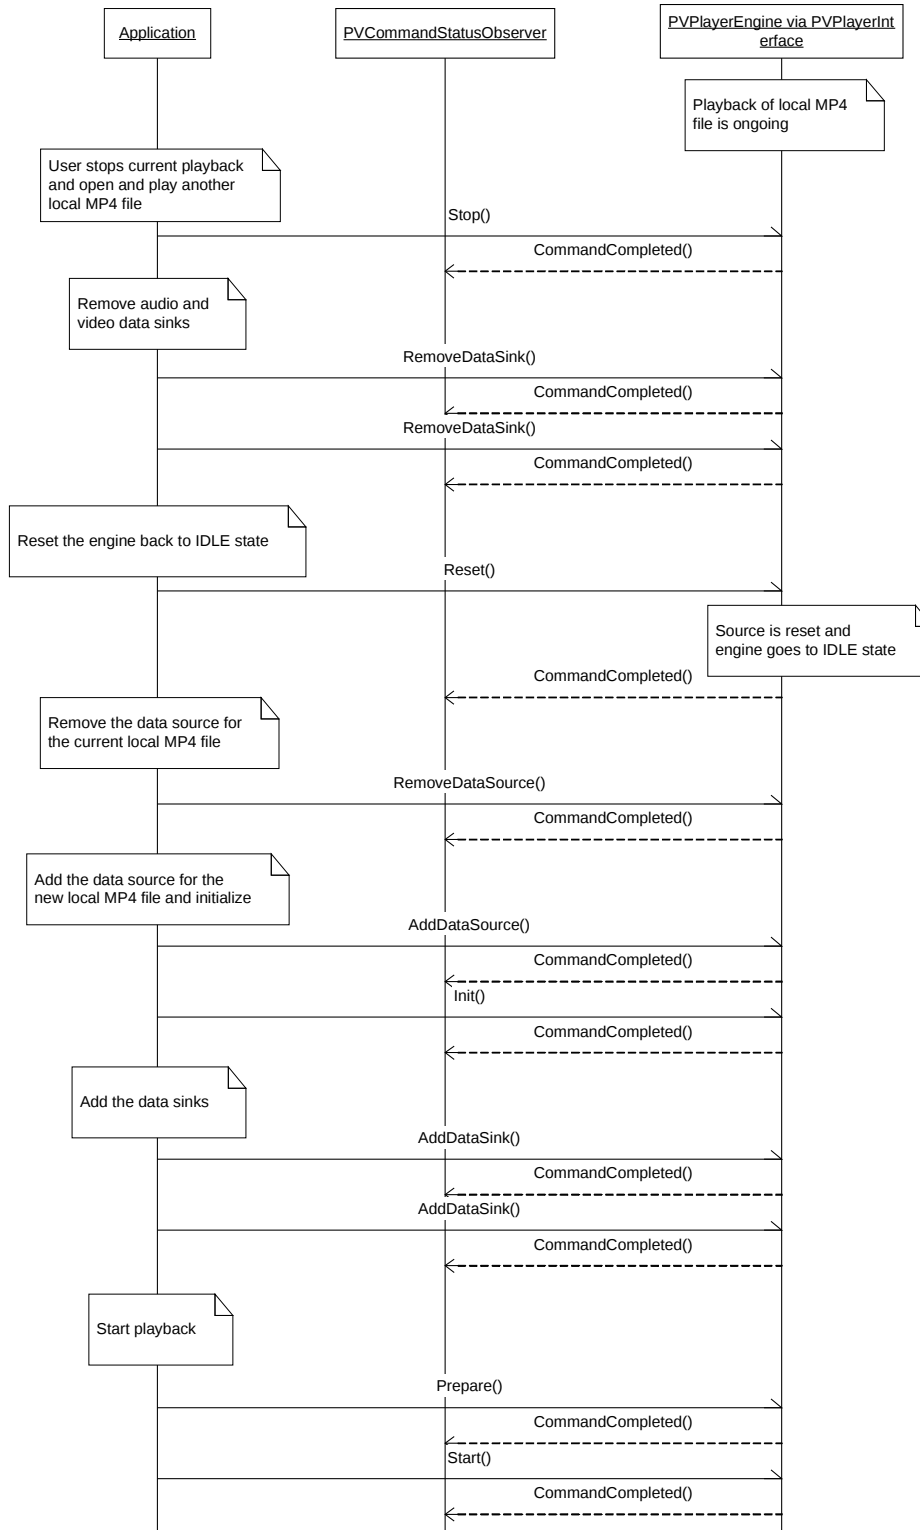 Application
PVCommandStatusObserver
PVPlayerEngine via PVPlayerInt
erface
Playback of local MP4
file is ongoing
User stops current playback
and open and play another
local MP4 file
Stop()
CommandCompleted()
Remove audio and
video data sinks
RemoveDataSink()
CommandCompleted()
RemoveDataSink()
CommandCompleted()
Reset the engine back to IDLE state
Reset()
Source is reset and
engine goes to IDLE state
CommandCompleted()
Remove the data source for
the current local MP4 file
RemoveDataSource()
CommandCompleted()
Add the data source for the
new local MP4 file and initialize
AddDataSource()
CommandCompleted()
Init()
CommandCompleted()
Add the data sinks
AddDataSink()
CommandCompleted()
AddDataSink()
CommandCompleted()
Start playback
Prepare()
CommandCompleted()
Start()
CommandCompleted()